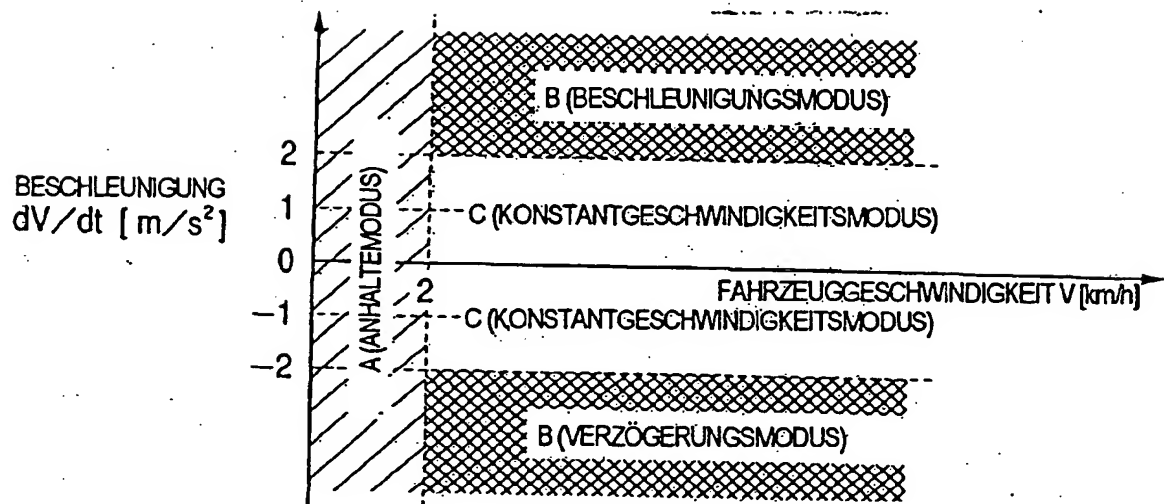 B (BESCHLEUNIGUNGSMODUS)
2
BESCHLEUNIGUNG
dV/dt [m/s²]
1
C (KONSTANTGESCHWINDIGKEITSMODUS)
A (ANHALTEMODUS)
0
2
FAHRZEUGGESCHWINDIGKEIT V [km/h]
-1
C (KONSTANTGESCHWINDIGKEITSMODUS)
-2
B (VERZÖGERUNGSMODUS)